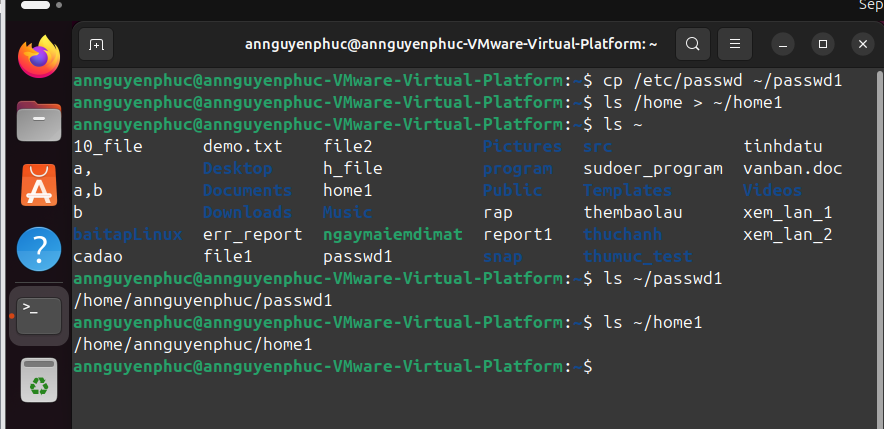 Sep
annguyenphuc@annguyenphuc-VMware-Virtual-Platform: ~
annguyenphuc@annguyenphuc-VMware-Virtual-Platform:~$ cp /etc/passwd ~/passwd1
annguyenphuc@annguyenphuc-VMware-Virtual-Platform:~$ ls /home > ~/home1
annguyenphuc@annguyenphuc-VMware-Virtual-Platform:~$ ls ~
10_file demo.txt file2 Pictures src tinhdatu
a, Desktop h_file program sudoer_program vanban.doc
a,b Documents home1 Public Templates Videos
b Downloads Music rap thembaolau xem_lan_1
baitapLinux err_report ngaymaiemdimat report1 thuchanh xem_lan_2
cadao file1 passwd1 snap thumuc_test
annguyenphuc@annguyenphuc-VMware-Virtual-Platform:~$ ls ~/passwd1
/home/annguyenphuc/passwd1
annguyenphuc@annguyenphuc-VMware-Virtual-Platform:~$ ls ~/home1
/home/annguyenphuc/home1
annguyenphuc@annguyenphuc-VMware-Virtual-Platform:~$